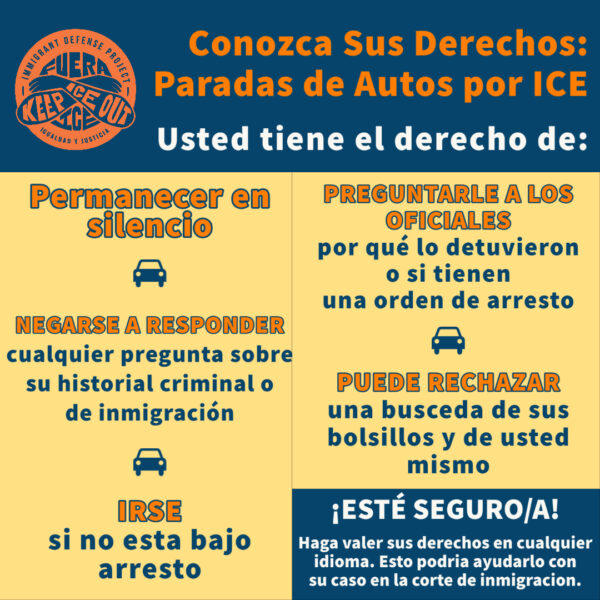 IMMIGRANT DEFENSE PROJECT
FUERA
ICE
KEEP ICE OUT
IGUALDAD Y JUSTICIA
Conozca Sus Derechos:
Paradas de Autos por ICE
Usted tiene el derecho de:
Permanecer en
silencio
NEGARSE A RESPONDER
cualquier pregunta sobre
su historial criminal o
de inmigración
IRSE
si no esta bajo
arresto
PREGUNTARLE A LOS
OFICIALES
por qué lo detuvieron
o si tienen
una orden de arresto
PUEDE RECHAZAR
una busceda de sus
bolsillos y de usted
mismo
¡ESTÉ SEGURO/A!
Haga valer sus derechos en cualquier
idioma. Esto podria ayudarlo con
su caso en la corte de inmigracion.